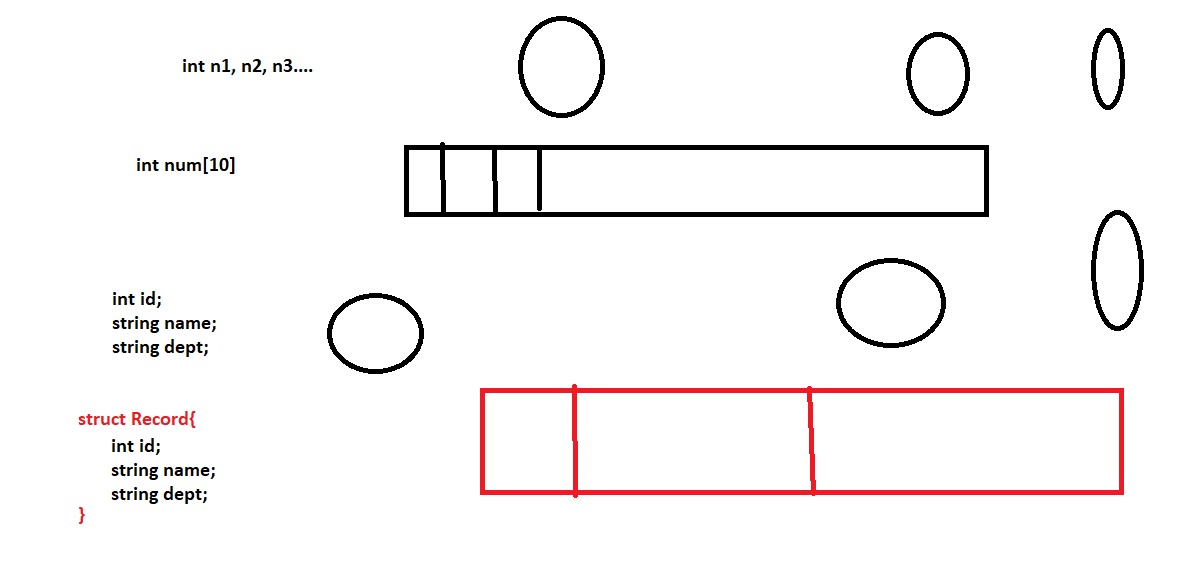 int n1, n2, n3....
int num[10]
int id;
string name;
string dept;
struct Record{
int id;
string name;
string dept;
}